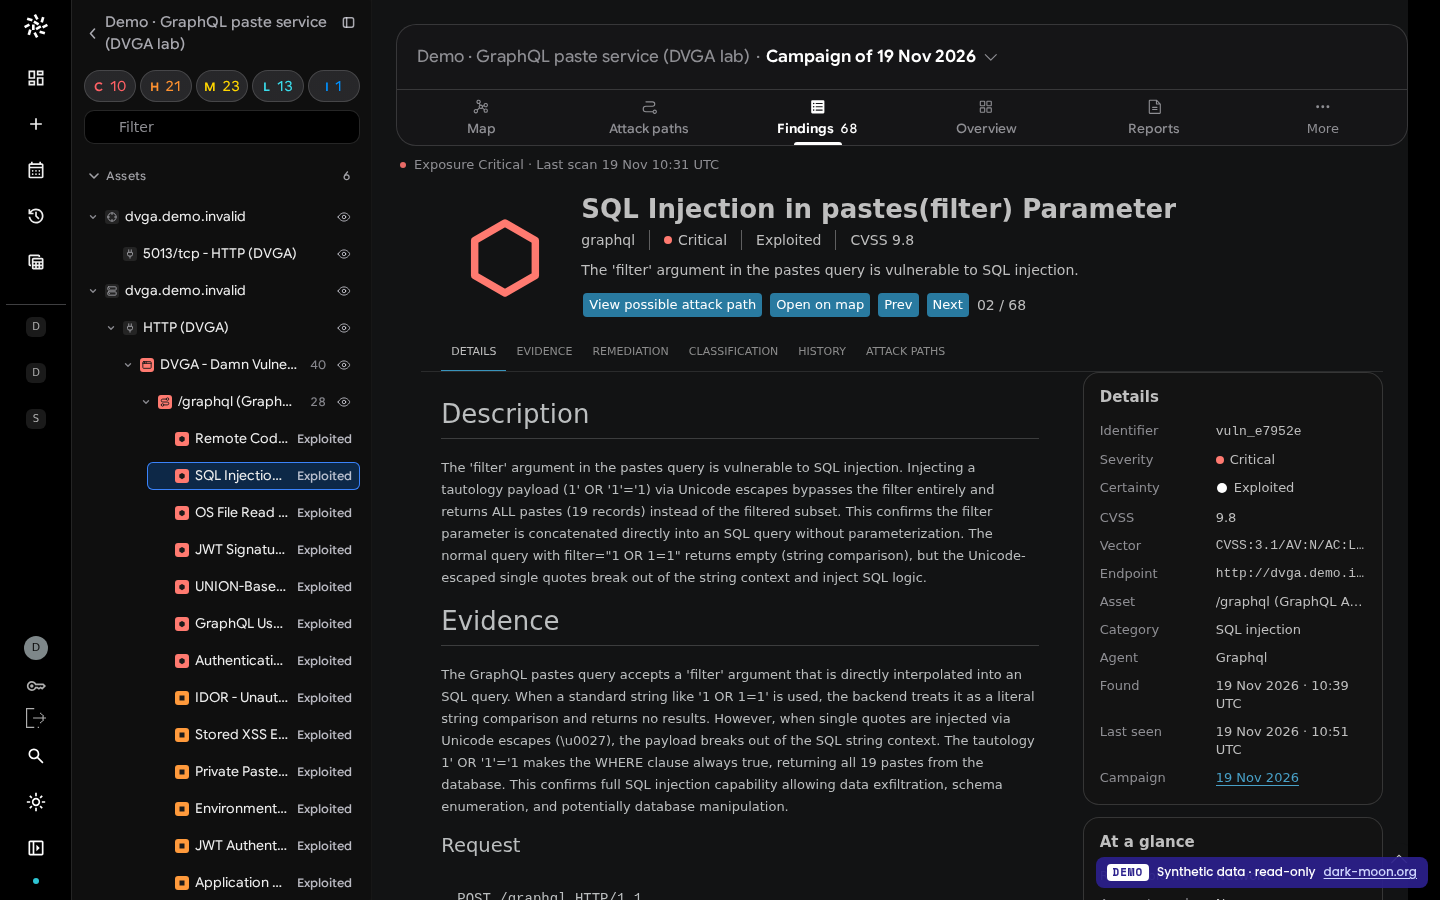 Demo · GraphQL paste service
(DVGA lab)
C 10
H 21
M 23
L 13
I 1
Filter
Assets 6
dvga.demo.invalid
5013/tcp - HTTP (DVGA)
dvga.demo.invalid
HTTP (DVGA)
DVGA - Damn Vulne... 40
/graphql (Graph... 28
Remote Cod... Exploited
SQL Injectio... Exploited
OS File Read ... Exploited
JWT Signatu... Exploited
UNION-Base... Exploited
GraphQL Us... Exploited
Authenticati... Exploited
IDOR - Unaut... Exploited
Stored XSS E... Exploited
Private Paste... Exploited
Environment... Exploited
JWT Authent... Exploited
Application ... Exploited
D
D
S
D
Demo · GraphQL paste service (DVGA lab) · Campaign of 19 Nov 2026
Map
Attack paths
Findings 68
Overview
Reports
More
Exposure Critical · Last scan 19 Nov 10:31 UTC
SQL Injection in pastes(filter) Parameter
graphql
Critical
Exploited
CVSS 9.8
The 'filter' argument in the pastes query is vulnerable to SQL injection.
View possible attack path
Open on map
Prev
Next
02 / 68
DETAILS
EVIDENCE
REMEDIATION
CLASSIFICATION
HISTORY
ATTACK PATHS
Description
The 'filter' argument in the pastes query is vulnerable to SQL injection. Injecting a
tautology payload (1' OR '1'='1) via Unicode escapes bypasses the filter entirely and
returns ALL pastes (19 records) instead of the filtered subset. This confirms the filter
parameter is concatenated directly into an SQL query without parameterization. The
normal query with filter="1 OR 1=1" returns empty (string comparison), but the Unicode-
escaped single quotes break out of the string context and inject SQL logic.
Evidence
The GraphQL pastes query accepts a 'filter' argument that is directly interpolated into an
SQL query. When a standard string like '1 OR 1=1' is used, the backend treats it as a literal
string comparison and returns no results. However, when single quotes are injected via
Unicode escapes (\u0027), the payload breaks out of the SQL string context. The tautology
1' OR '1'='1 makes the WHERE clause always true, returning all 19 pastes from the
database. This confirms full SQL injection capability allowing data exfiltration, schema
enumeration, and potentially database manipulation.
Request
POST /graphql HTTP/1.1
Details
Identifier vuln_e7952e
Severity Critical
Certainty Exploited
CVSS 9.8
Vector CVSS:3.1/AV:N/AC:L...
Endpoint http://dvga.demo.i...
Asset /graphql (GraphQL A...
Category SQL injection
Agent Graphql
Found 19 Nov 2026 · 10:39
UTC
Last seen 19 Nov 2026 · 10:51
UTC
Campaign 19 Nov 2026
At a glance
DEMO Synthetic data · read-only dark-moon.org